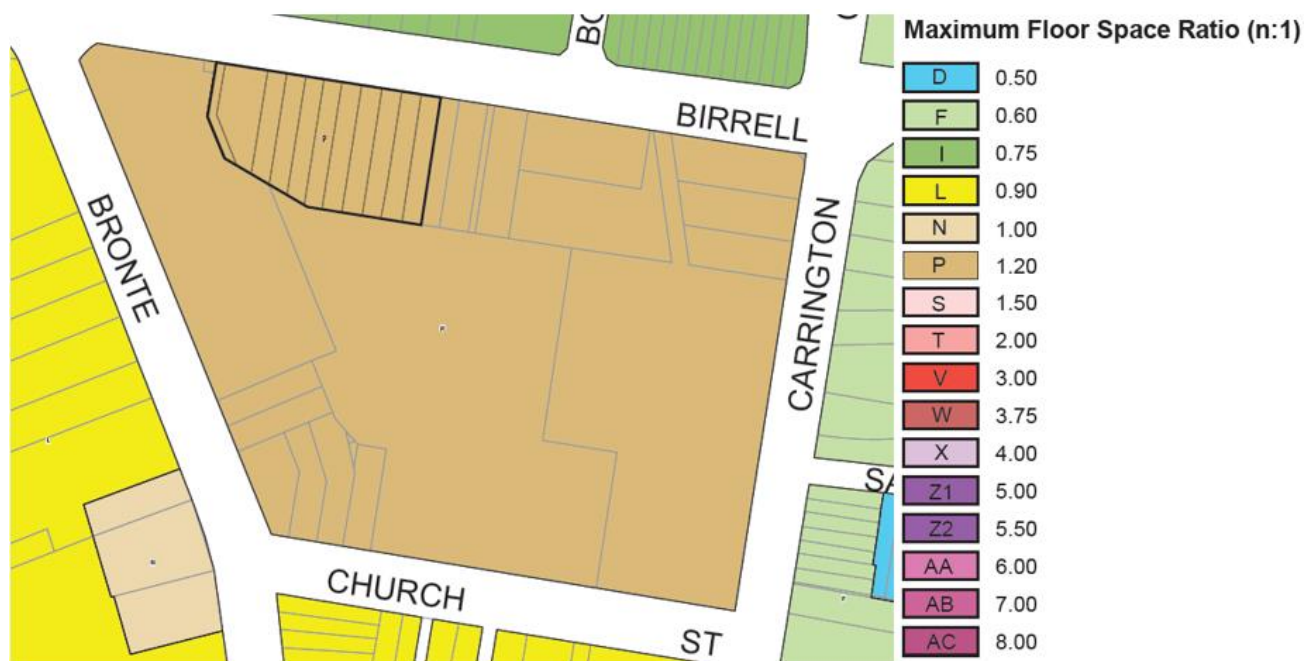 BO
BIRRELL
BRONTE
CARRINGTON
SA
CHURCH
ST
P
P
L
N
F
Maximum Floor Space Ratio (n:1)
D 0.50
F 0.60
I 0.75
L 0.90
N 1.00
P 1.20
S 1.50
T 2.00
V 3.00
W 3.75
X 4.00
Z1 5.00
Z2 5.50
AA 6.00
AB 7.00
AC 8.00